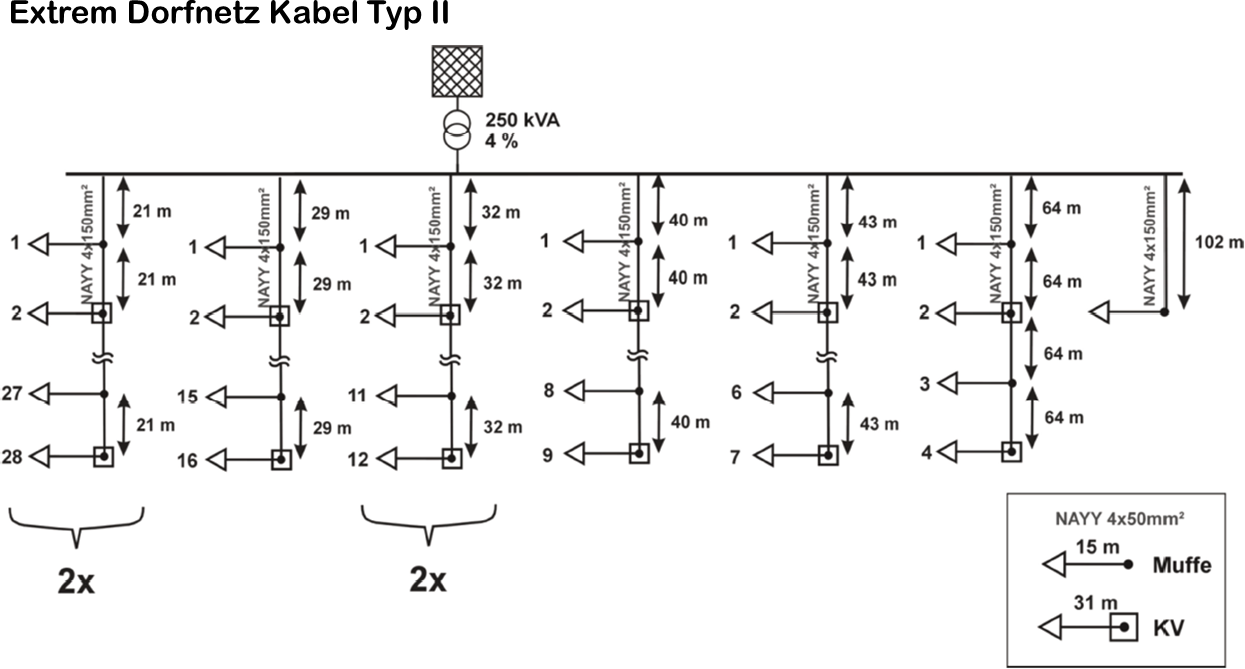 Extrem Dorfnetz Kabel Typ II
250 kVA
4 %
NAYY 4x150mm²
21 m
1
21 m
2
27
21 m
28
2x
NAYY 4x150mm²
29 m
1
29 m
2
15
29 m
16
NAYY 4x150mm²
32 m
1
32 m
2
11
32 m
12
2x
NAYY 4x150mm²
40 m
1
40 m
2
8
40 m
9
NAYY 4x150mm²
43 m
1
43 m
2
6
43 m
7
NAYY 4x150mm²
64 m
1
64 m
2
64 m
3
64 m
4
NAYY 4x150mm²
102 m
NAYY 4x50mm²
15 m
Muffe
31 m
KV